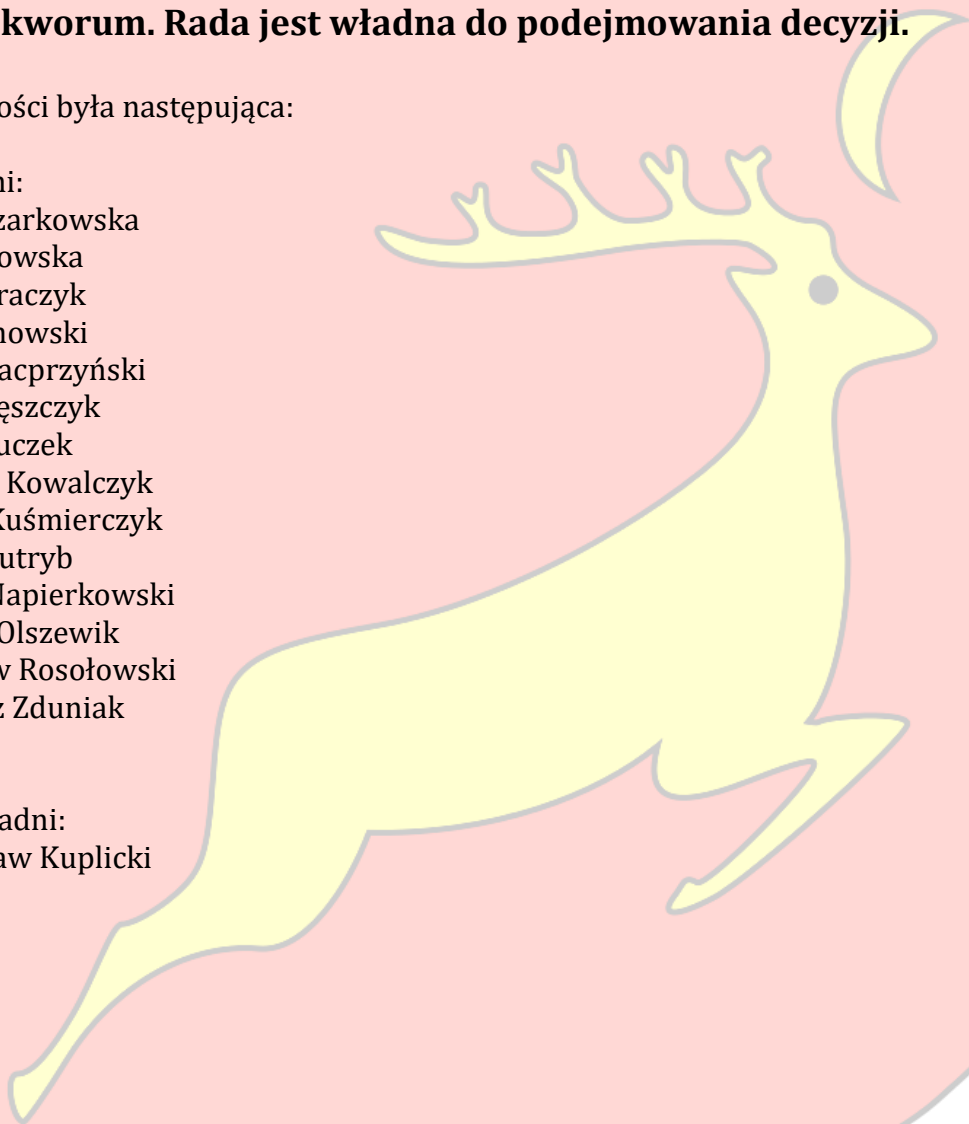 kworum. Rada jest władna do podejmowania decyzji.
ości była następująca:
ni:
zarkowska
owska
raczyk
nowski
acprzyński
ęszczyk
uczek
Kowalczyk
Kuśmierczyk
utryb
Napierkowski
Olszewik
w Rosołowski
z Zduniak
adni:
aw Kuplicki